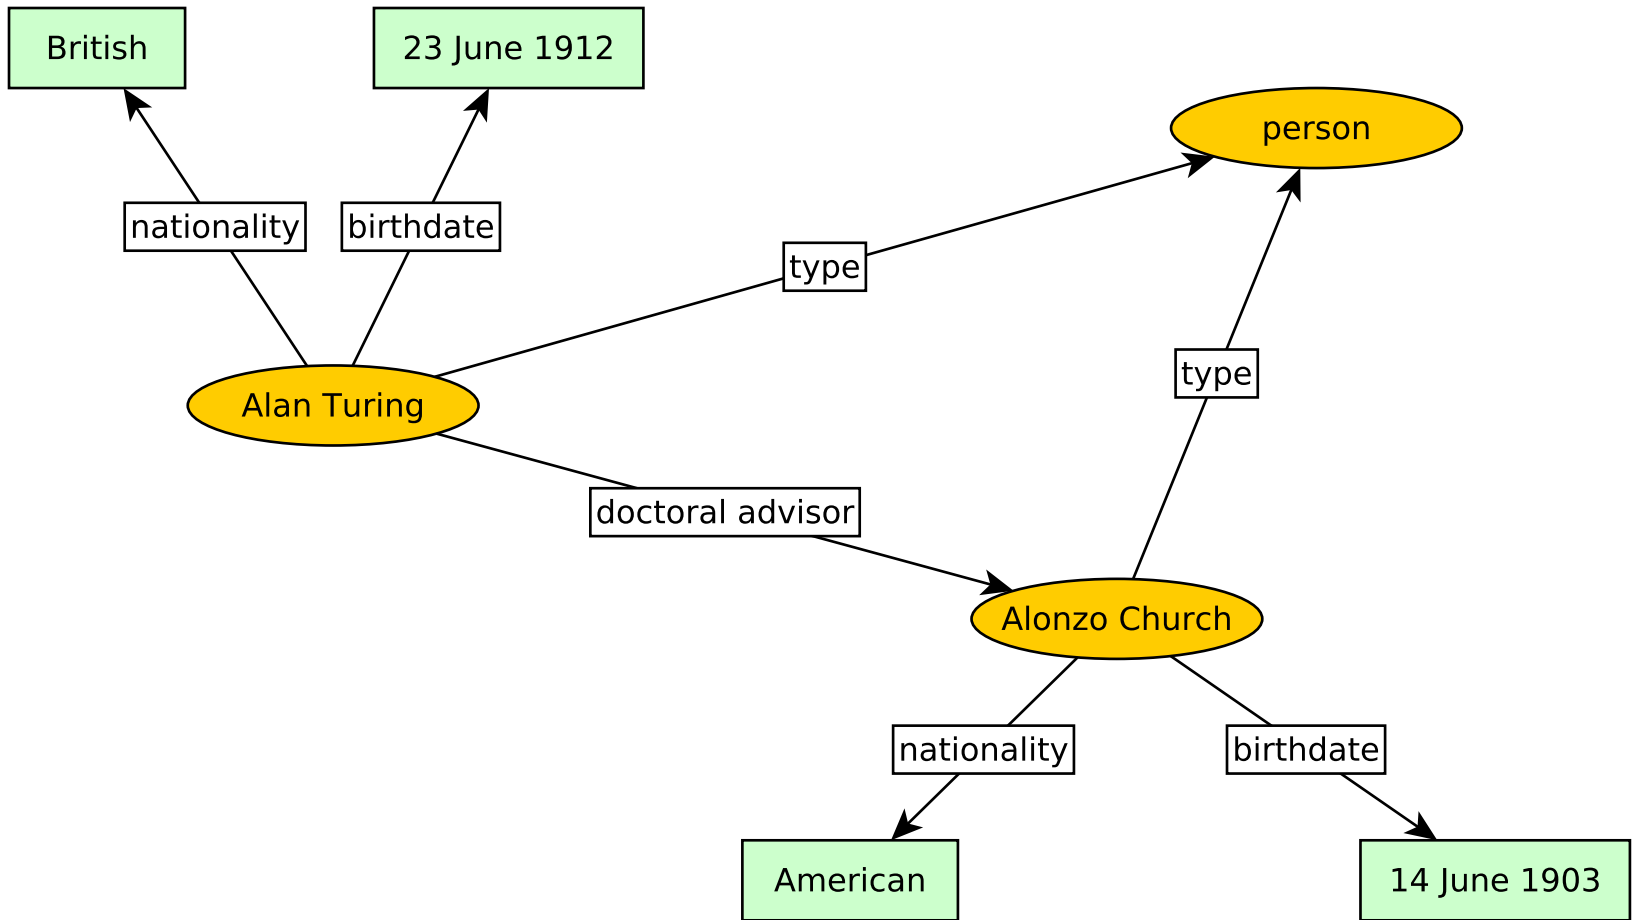 British
23 June 1912
person
nationality
birthdate
type
type
Alan Turing
doctoral advisor
Alonzo Church
nationality
birthdate
American
14 June 1903